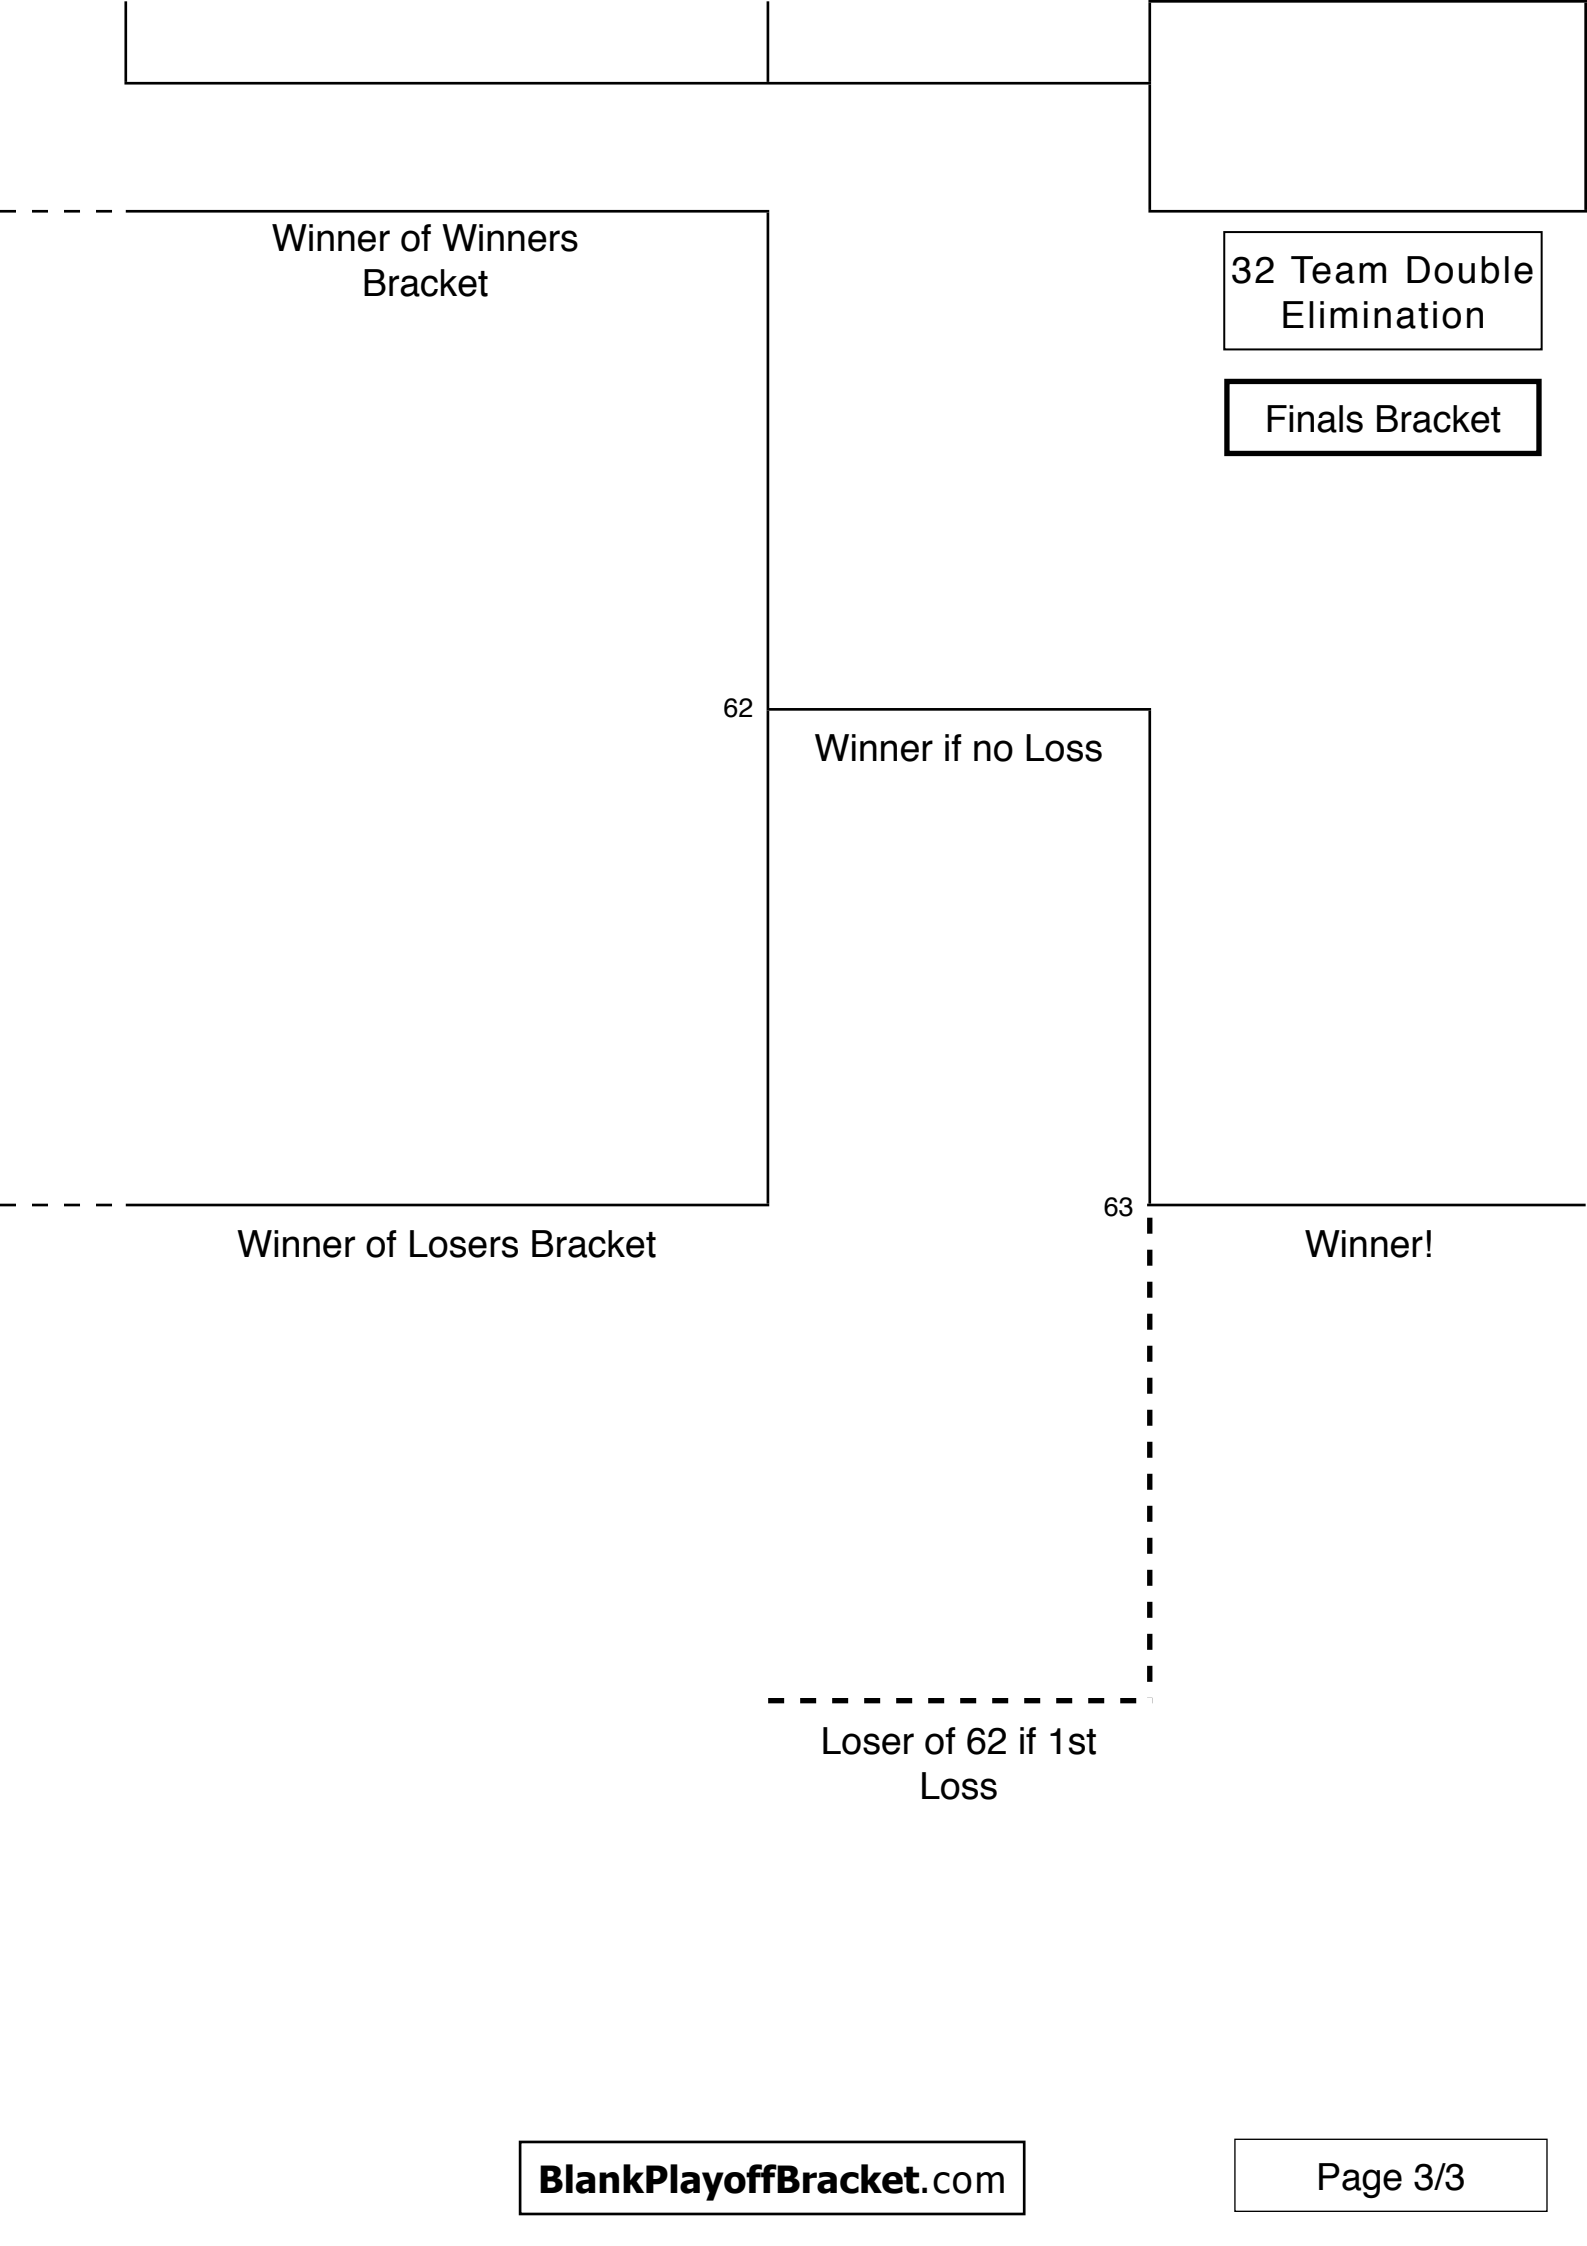 Winner of Winners
Bracket
32 Team Double
Elimination
Finals Bracket
62
Winner if no Loss
63
Winner of Losers Bracket
Winner!
Loser of 62 if 1st
Loss
BlankPlayoffBracket.com
Page 3/3